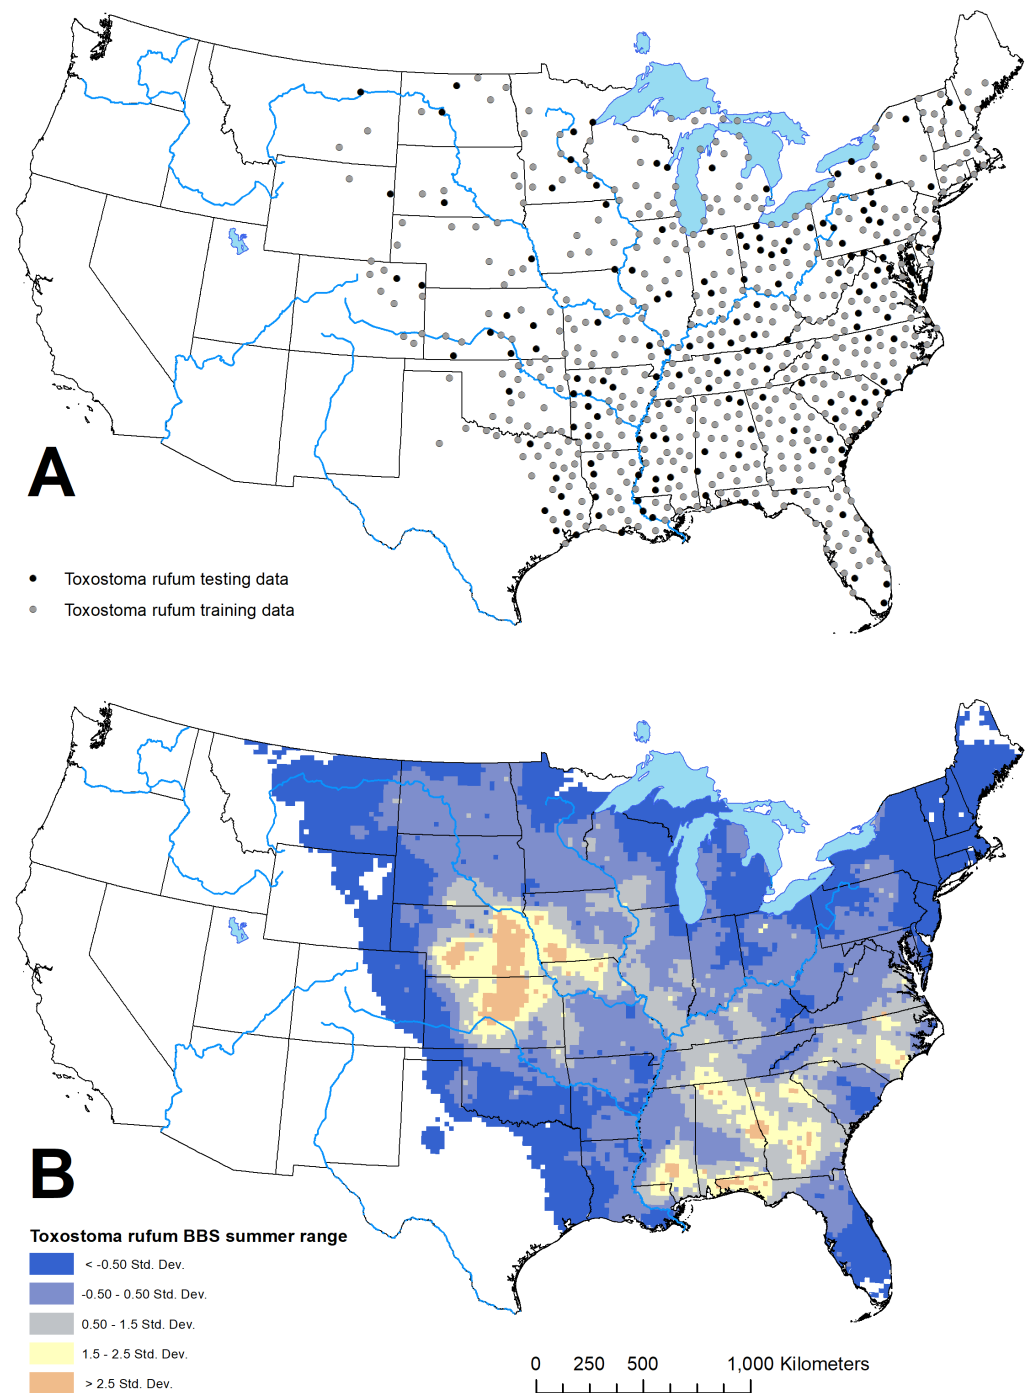 A
Toxostoma rufum testing data
Toxostoma rufum training data
B
Toxostoma rufum BBS summer range
< -0.50 Std. Dev.
-0.50 - 0.50 Std. Dev.
0.50 - 1.5 Std. Dev.
1.5 - 2.5 Std. Dev.
> 2.5 Std. Dev.
0 250 500 1,000 Kilometers